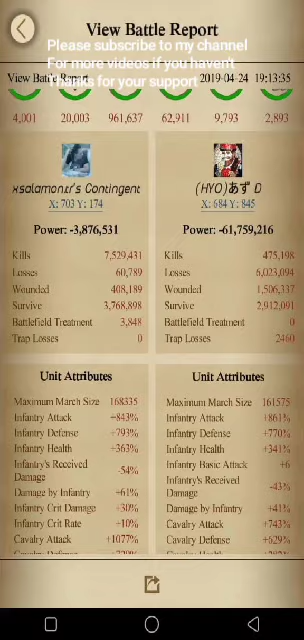 View Battle Report
Please subscribe to my channel
For more videos if you haven't
View Battle Report 2019-04-24 19:13:35
Thanks for your support
4,001 20,003 961,637 62,911 9,793 2,893
Contingent (HYO)あず D
X: 703 Y: 174 X: 684 Y: 845
Power: -3,876,531 Power: -61,759,216
Kills 7,529,431 Kills 475,198
Losses 60,789 Losses 6,023,094
Wounded 408,189 Wounded 1,506,337
Survive 3,768,898 Survive 2,912,091
Battlefield Treatment 3,848 Battlefield Treatment 0
Trap Losses 0 Trap Losses 2460
Unit Attributes Unit Attributes
Maximum March Size 168335 Maximum March Size 161575
Infantry Attack +843% Infantry Attack +861%
Infantry Defense +793% Infantry Defense +770%
Infantry Health +363% Infantry Health +341%
Infantry's Received Damage -54% Infantry Basic Attack +6
Damage by Infantry +61% Infantry's Received Damage -43%
Infantry Crit Damage +30% Damage by Infantry +41%
Infantry Crit Rate +10% Cavalry Attack +743%
Cavalry Attack +1077% Cavalry Defense +629%